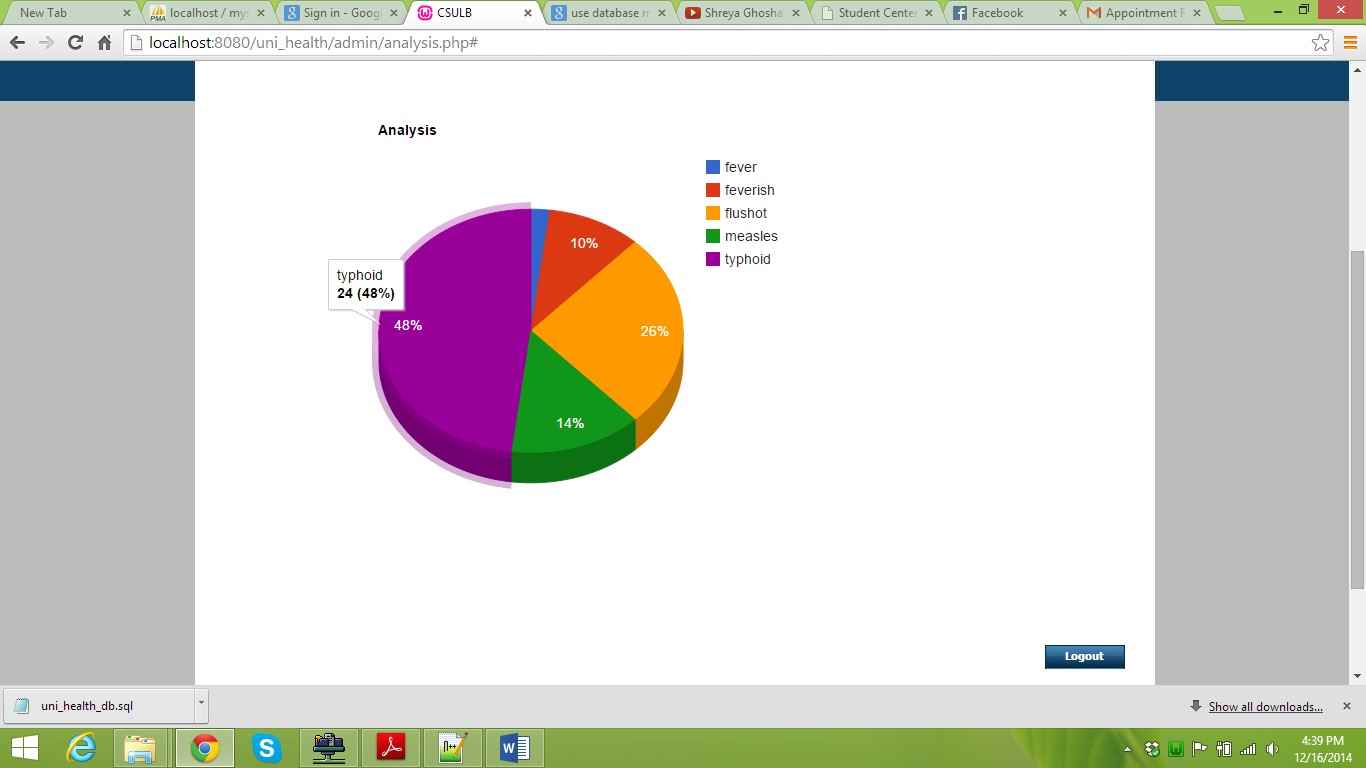 New Tab
localhost / mys
Sign in - Googl
CSULB
use database m
Shreya Ghosha
Student Center
Facebook
Appointment R
localhost:8080/uni_health/admin/analysis.php#
Analysis
fever
feverish
flushot
measles
typhoid
10%
typhoid
24 (48%)
48%
26%
14%
Logout
uni_health_db.sql
Show all downloads...
4:39 PM
12/16/2014